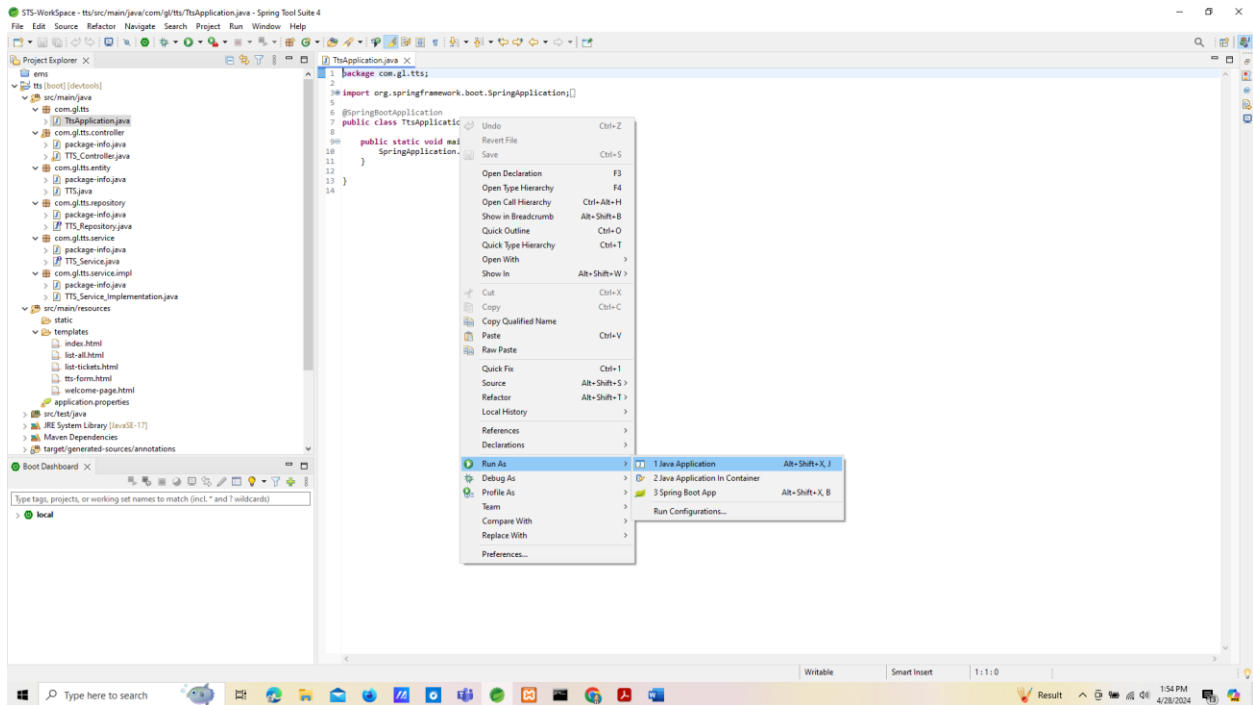 STS-WorkSpace - tts/src/main/java/com/gl/tts/TtsApplication.java - Spring Tool Suite 4
File Edit Source Refactor Navigate Search Project Run Window Help
Project Explorer
ems
tts [boot] [devtools]
src/main/java
com.gl.tts
TtsApplication.java
com.gl.tts.controller
package-info.java
TTS_Controller.java
com.gl.tts.entity
package-info.java
TTS.java
com.gl.tts.repository
package-info.java
TTS_Repository.java
com.gl.tts.service
package-info.java
TTS_Service.java
com.gl.tts.service.impl
package-info.java
TTS_Service_Implementation.java
src/main/resources
static
templates
index.html
list-all.html
list-tickets.html
tts-form.html
welcome-page.html
application.properties
src/test/java
JRE System Library [JavaSE-17]
Maven Dependencies
target/generated-sources/annotations
Boot Dashboard
Type tags, projects, or working set names to match (incl. * and ? wildcards)
local
TtsApplication.java
1 package com.gl.tts;
2
3 import org.springframework.boot.SpringApplication;
5
6 @SpringBootApplication
7 public class TtsApplicatic
8
9 public static void mai
10 SpringApplication.
11 }
12
13 }
14
Undo Ctrl+Z
Revert File
Save Ctrl+S
Open Declaration F3
Open Type Hierarchy F4
Open Call Hierarchy Ctrl+Alt+H
Show in Breadcrumb Alt+Shift+B
Quick Outline Ctrl+O
Quick Type Hierarchy Ctrl+T
Open With
Show In Alt+Shift+W
Cut Ctrl+X
Copy Ctrl+C
Copy Qualified Name
Paste Ctrl+V
Raw Paste
Quick Fix Ctrl+1
Source Alt+Shift+S
Refactor Alt+Shift+T
Local History
References
Declarations
Run As
Debug As
Profile As
Team
Compare With
Replace With
Preferences...
1 Java Application Alt+Shift+X, J
2 Java Application In Container
3 Spring Boot App Alt+Shift+X, B
Run Configurations...
Writable Smart Insert 1 : 1 : 0
Type here to search
Result
1:54 PM
4/28/2024